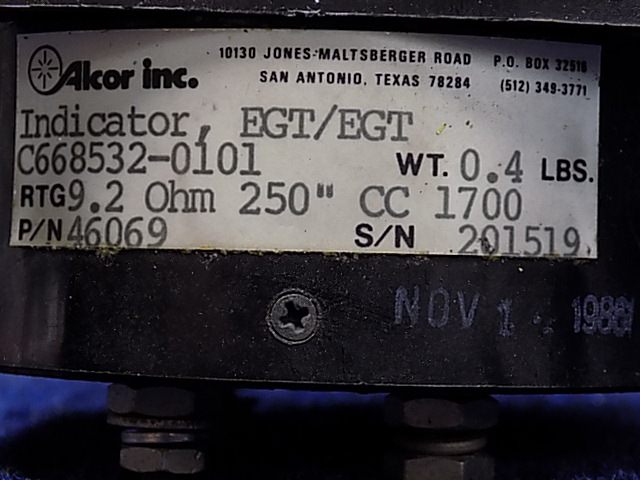 Alcor inc.
10130 JONES-MALTSBERGER ROAD P.O. BOX 32516
SAN ANTONIO, TEXAS 78284 (512) 349-3771
Indicator, EGT/EGT
C668532-0101 WT. 0.4 LBS.
RTG 9.2 Ohm 250" CC 1700
P/N 46069 S/N 201519
NOV 1